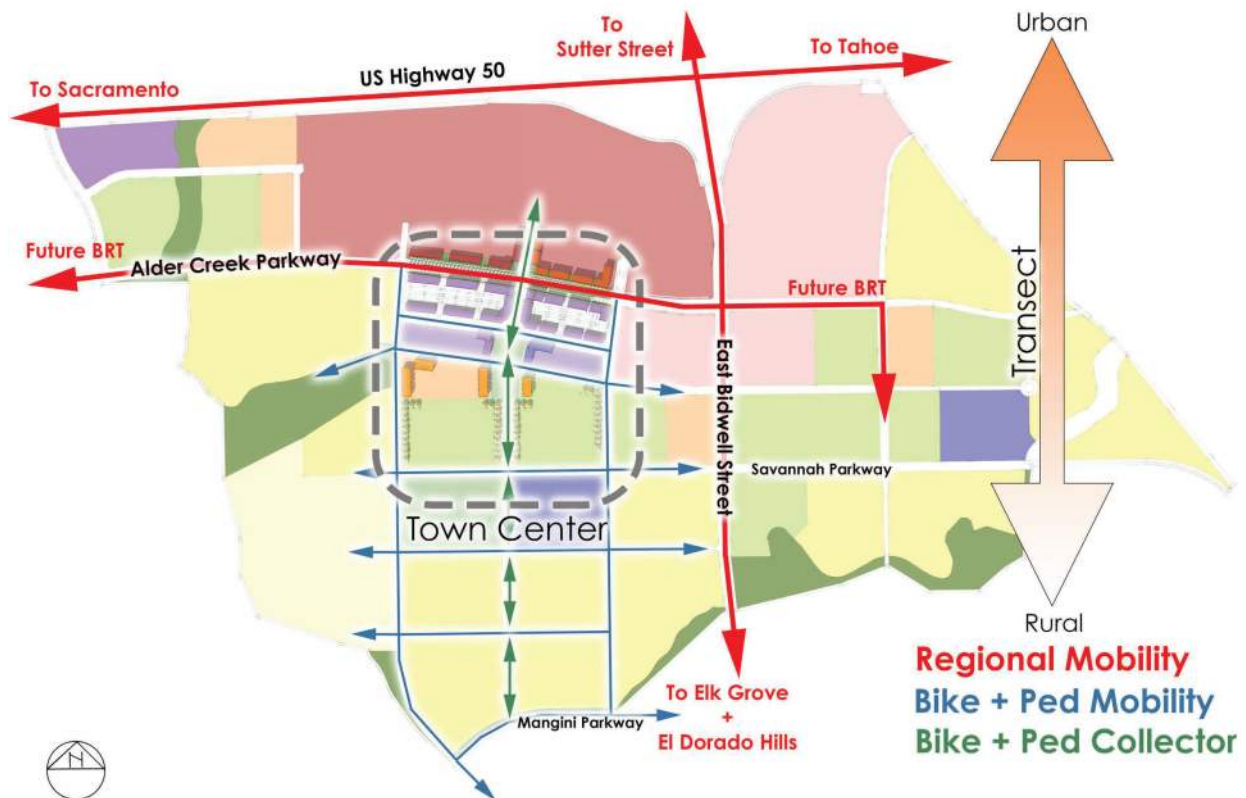 To
Sutter Street
To Tahoe
Urban
US Highway 50
To Sacramento
Future BRT
Alder Creek Parkway
Future BRT
Transect
East Bidwell Street
Savannah Parkway
Town Center
Rural
Regional Mobility
Bike + Ped Mobility
Bike + Ped Collector
To Elk Grove
+
El Dorado Hills
Mangini Parkway
N